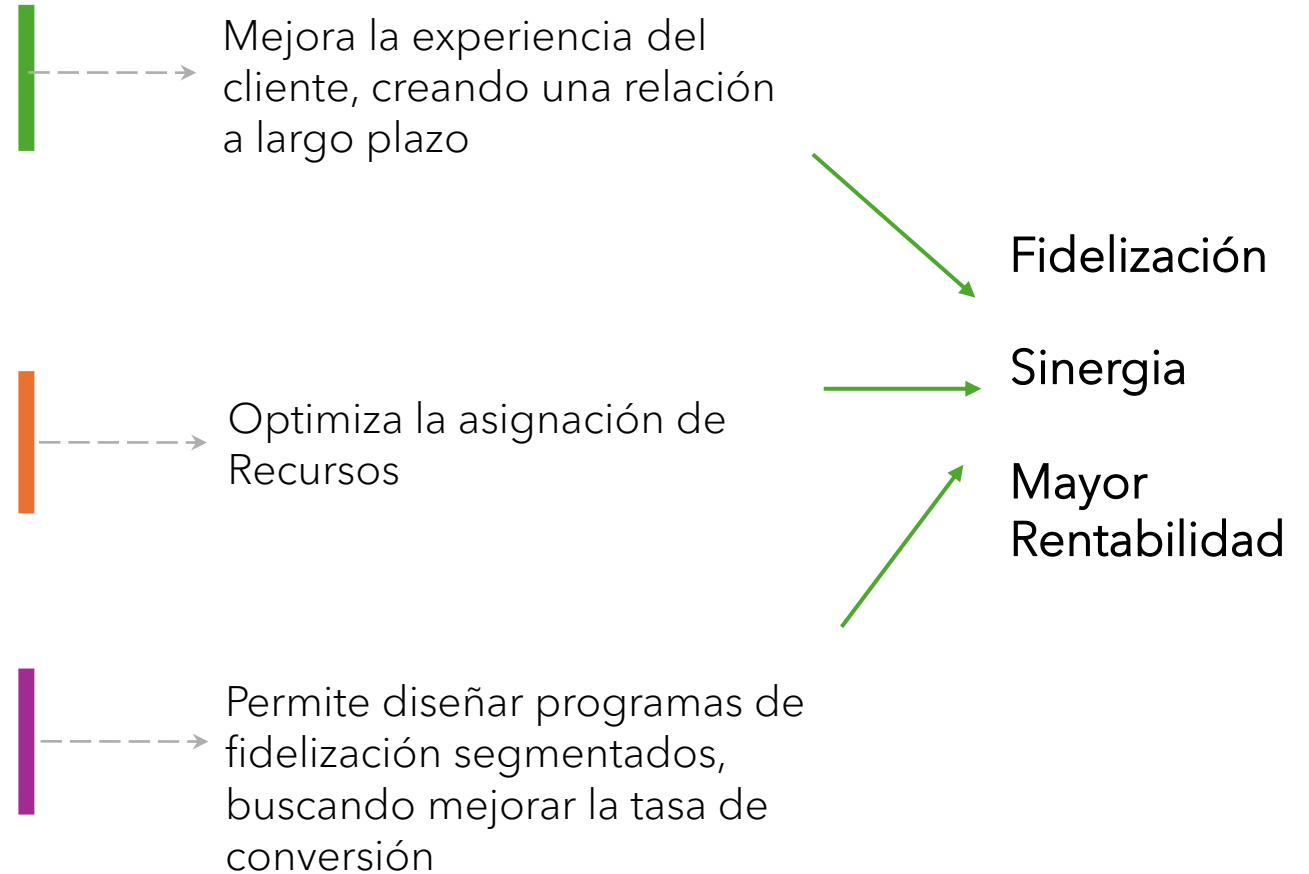 Mejora la experiencia del
cliente, creando una relación
a largo plazo
Optimiza la asignación de
Recursos
Permite diseñar programas de
fidelización segmentados,
buscando mejorar la tasa de
conversión
Fidelización
Sinergia
Mayor
Rentabilidad